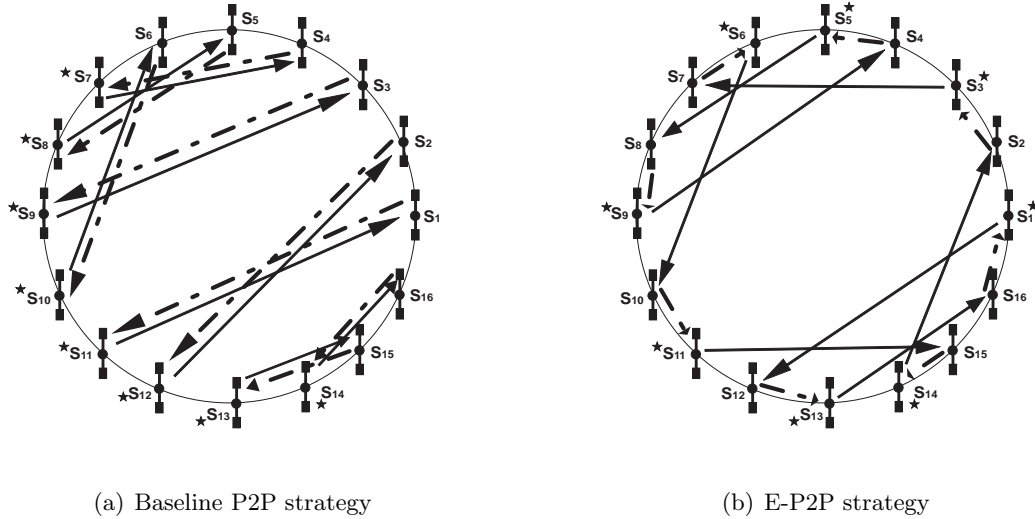 S5
S6
S4
★S7
S3
★S8
S2
★S9
S1
★S10
S16
★S11
S15
★S12
S14
★
★S13
(a) Baseline P2P strategy
★
S5
★S6
S4
S7
S3★
S8
S2
★S9
★
S1
S10
S16
★S11
S15
S12
S14
★
★S13
(b) E-P2P strategy